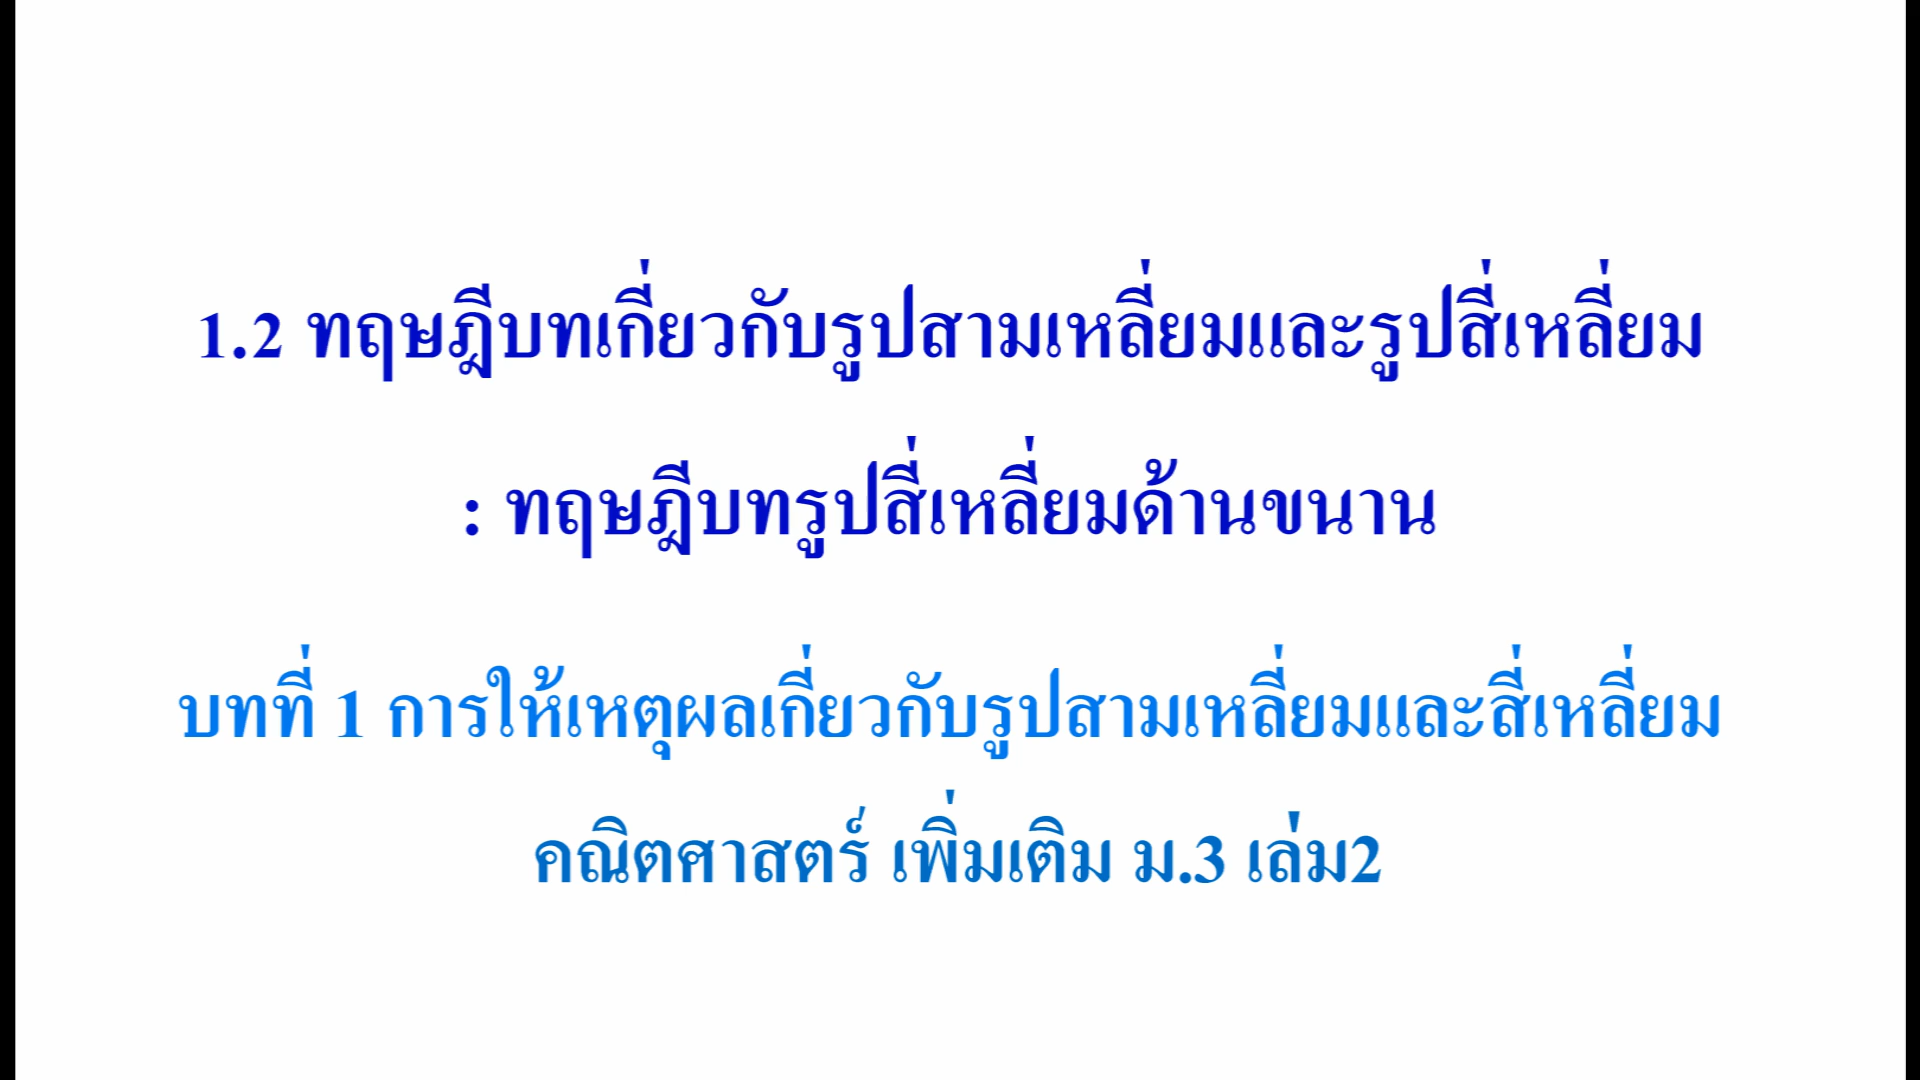 1.2 ทฤษฎีบทเกี่ยวกับรูปสามเหลี่ยมและรูปสี่เหลี่ยม
: ทฤษฎีบทรูปสี่เหลี่ยมด้านขนาน
บทที่ 1 การให้เหตุผลเกี่ยวกับรูปสามเหลี่ยมและสี่เหลี่ยม
คณิตศาสตร์ เพิ่มเติม ม.3 เล่ม2